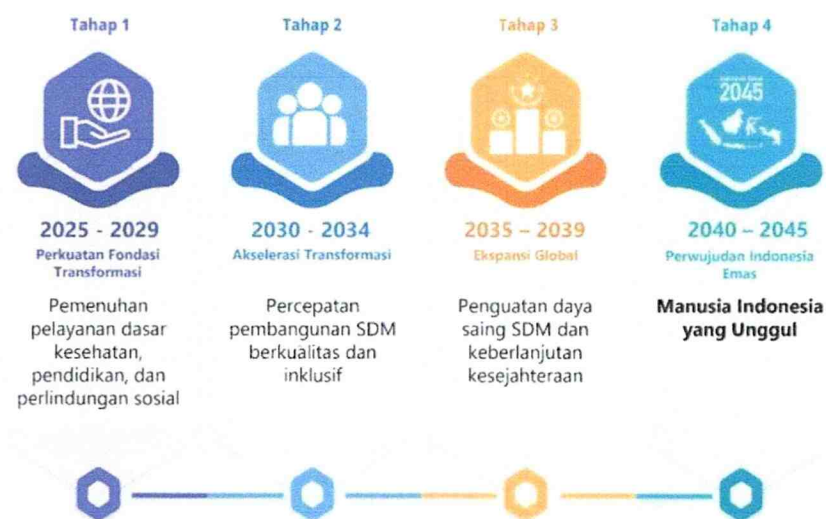 Tahap 1
Tahap 2
Tahap 3
Tahap 4
2045
2025 - 2029
Perkuatan Fondasi
Transformasi
Pemenuhan
pelayanan dasar
kesehatan,
pendidikan, dan
perlindungan sosial
2030 - 2034
Akselerasi Transformasi
Percepatan
pembangunan SDM
berkualitas dan
inklusif
2035 – 2039
Ekspansi Global
Penguatan daya
saing SDM dan
keberlanjutan
kesejahteraan
2040 – 2045
Perwujudan Indonesia
Emas
Manusia Indonesia
yang Unggul